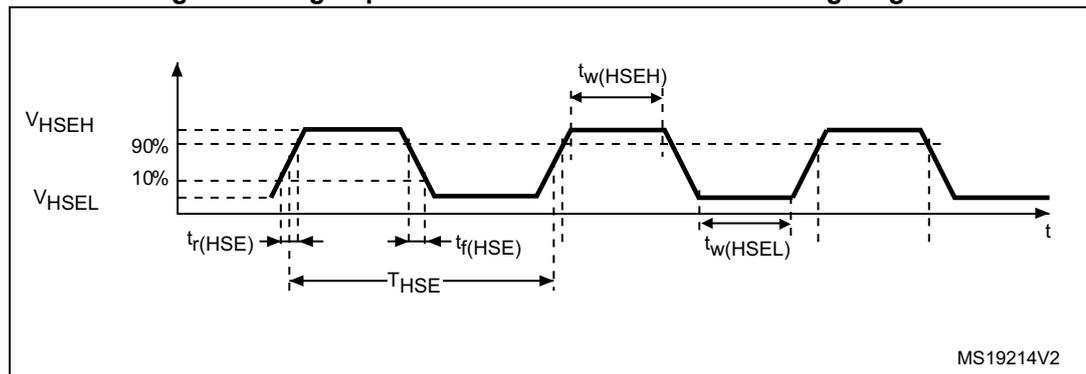 tw(HSEH)
VHSEH
90%
10%
VHSEL
tr(HSE)
tf(HSE)
tw(HSEL)
t
THSE
MS19214V2